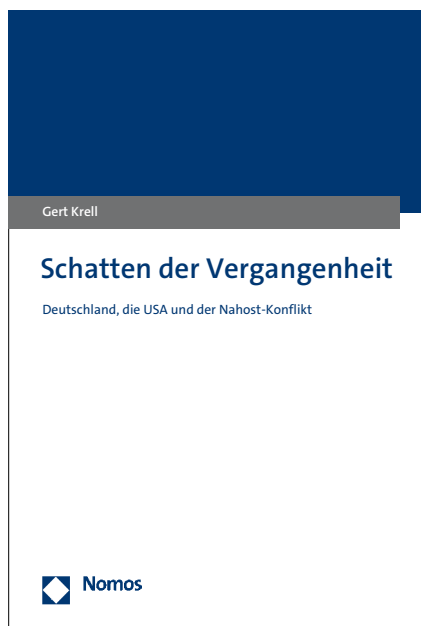 Gert Krell
Schatten der Vergangenheit
Deutschland, die USA und der Nahost-Konflikt
Nomos